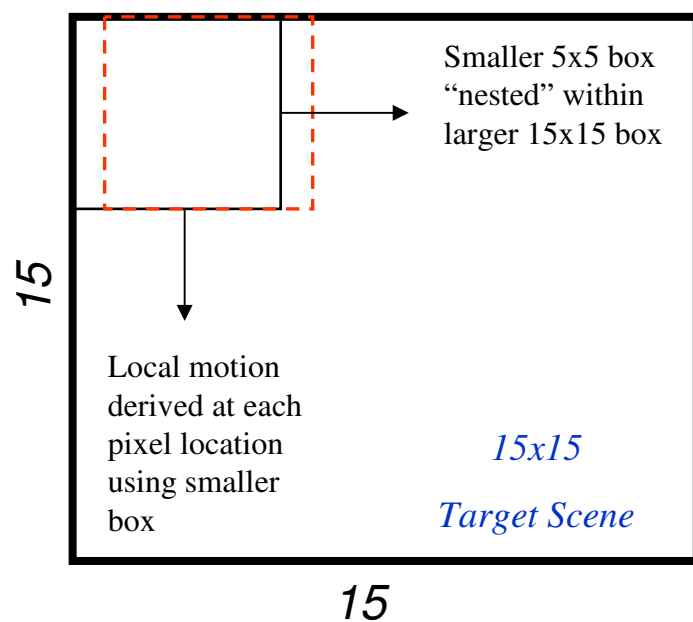 Smaller 5x5 box
“nested” within
larger 15x15 box
15
Local motion
derived at each
pixel location
using smaller
box
15x15
Target Scene
15